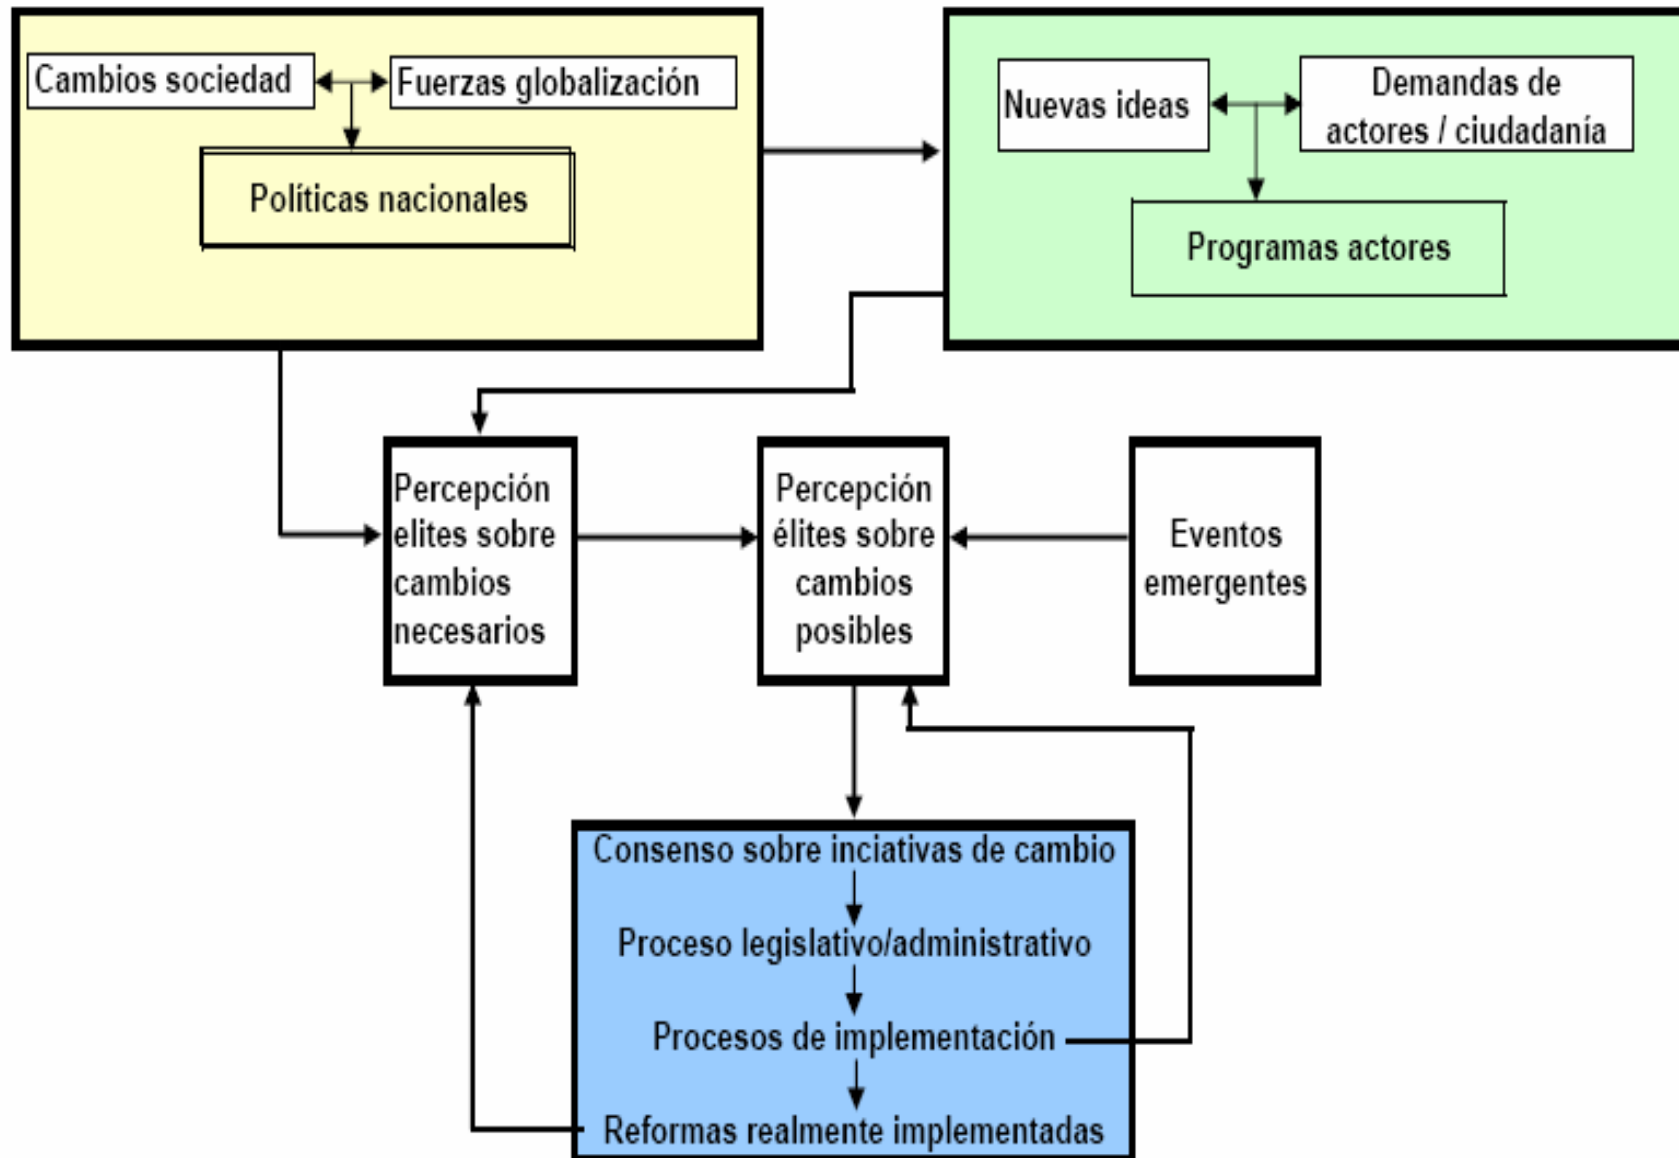 Cambios sociedad
Fuerzas globalización
Políticas nacionales
Nuevas ideas
Demandas de
actores / ciudadanía
Programas actores
Percepción
elites sobre
cambios
necesarios
Percepción
élites sobre
cambios
posibles
Eventos
emergentes
Consenso sobre inciativas de cambio
Proceso legislativo/administrativo
Procesos de implementación
Reformas realmente implementadas